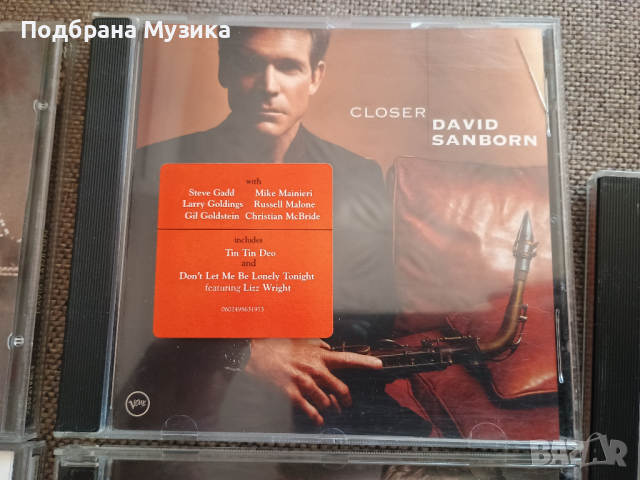 Подбрана Музика
CLOSER
DAVID
SANBORN
with
Steve Gadd Mike Mainieri
Larry Goldings Russell Malone
Gil Goldstein Christian McBride
includes
Tin Tin Deo
and
Don't Let Me Be Lonely Tonight
featuring Lizz Wright
0602498631973
Verve
BAZAR